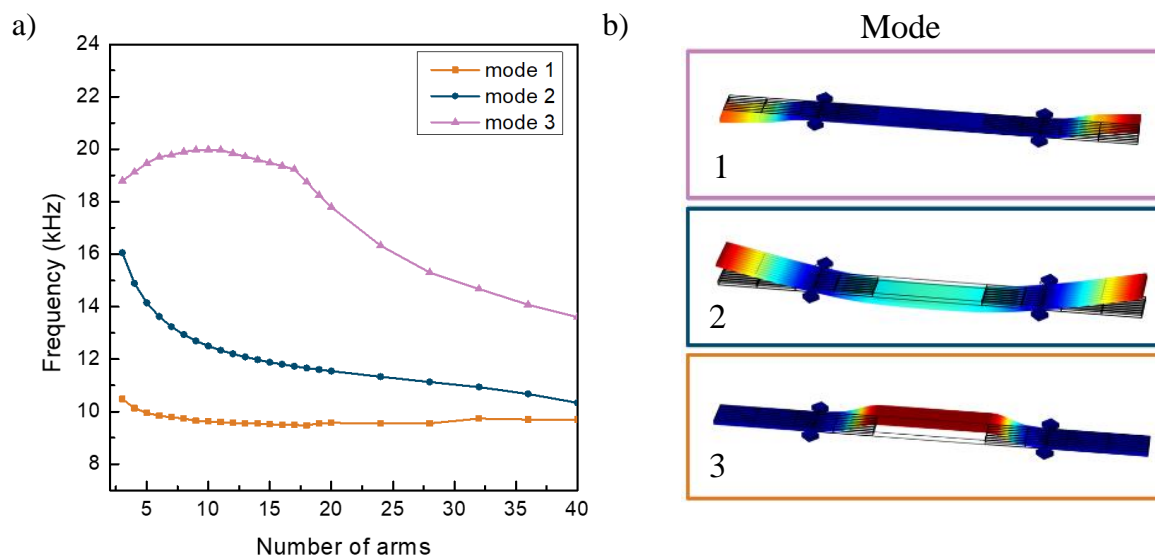 a)
24
22
20
18
16
14
12
10
8
Frequency (kHz)
mode 1
mode 2
mode 3
5 10 15 20 25 30 35 40
Number of arms
b)
Mode
1
2
3